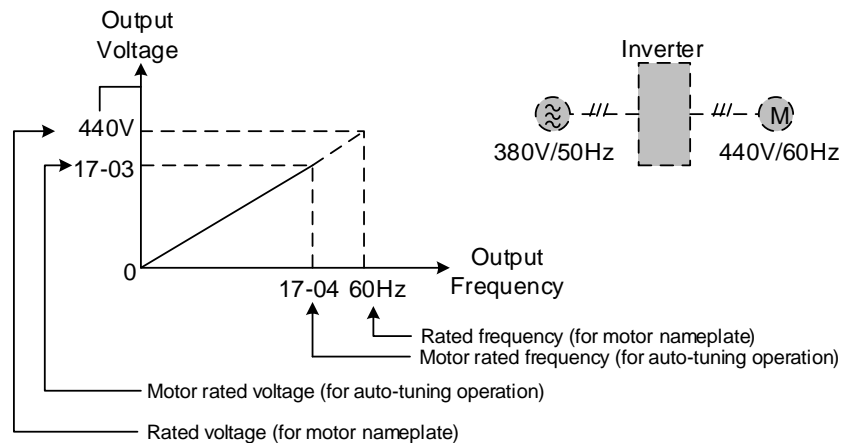 Output
Voltage
Inverter
440V
17-03
M
380V/50Hz
440V/60Hz
0
Output
Frequency
17-04
60Hz
Rated frequency (for motor nameplate)
Motor rated frequency (for auto-tuning operation)
Motor rated voltage (for auto-tuning operation)
Rated voltage (for motor nameplate)